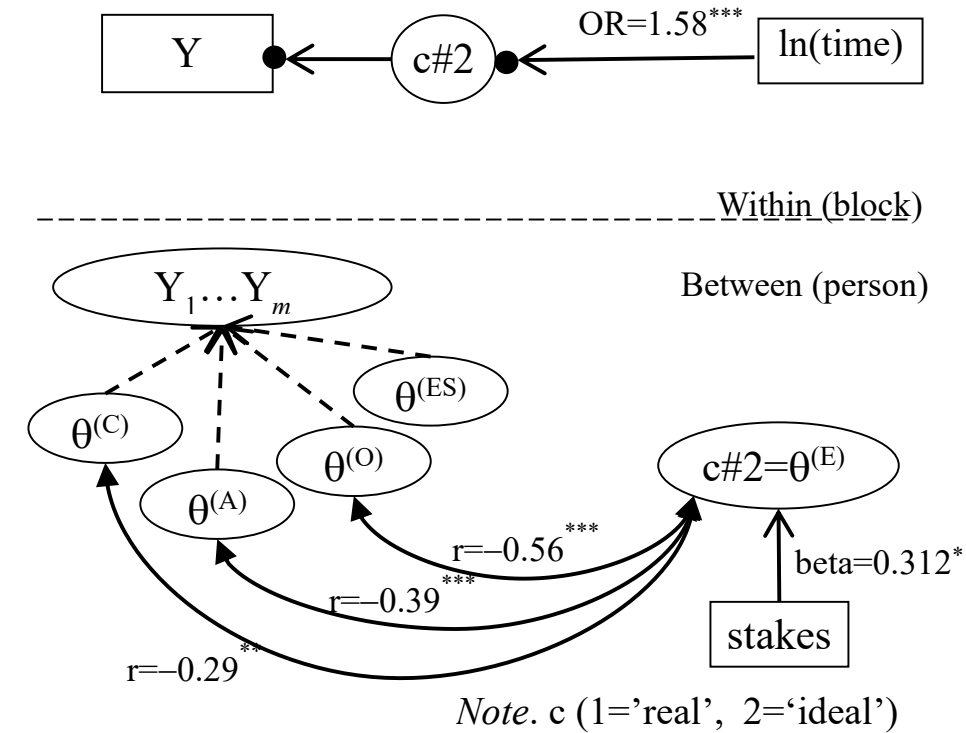 OR=1.58***
Y
c#2
ln(time)
Within (block)
Y₁…Yₘ
Between (person)
θ(ES)
θ(C)
θ(O)
c#2=θ(E)
θ(A)
r=–0.56***
beta=0.312*
r=–0.39***
stakes
r=–0.29**
Note. c (1=’real’, 2=‘ideal’)